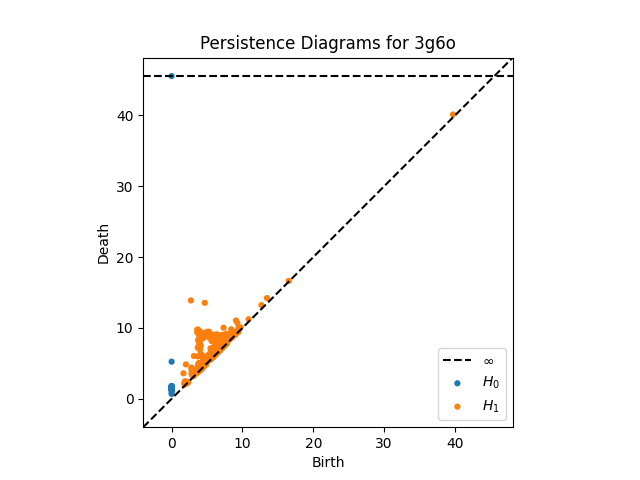 Persistence Diagrams for 3g6o
Death
40
30
20
10
0
0 10 20 30 40
Birth
∞
H₀
H₁